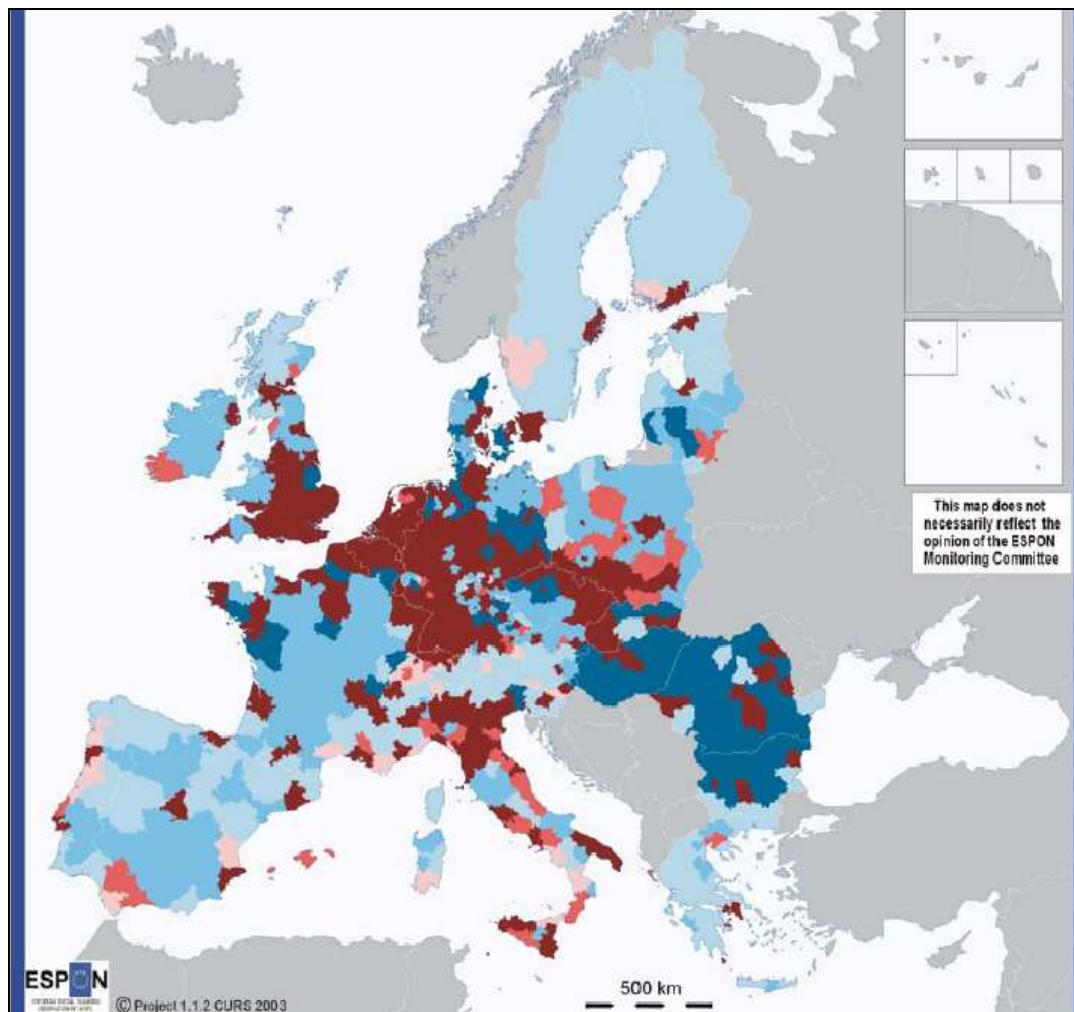 This map does not
necessarily reflect the
opinion of the ESPON
Monitoring Committee
500 km
ESPON
© Project 1.1.2 CURS 2003